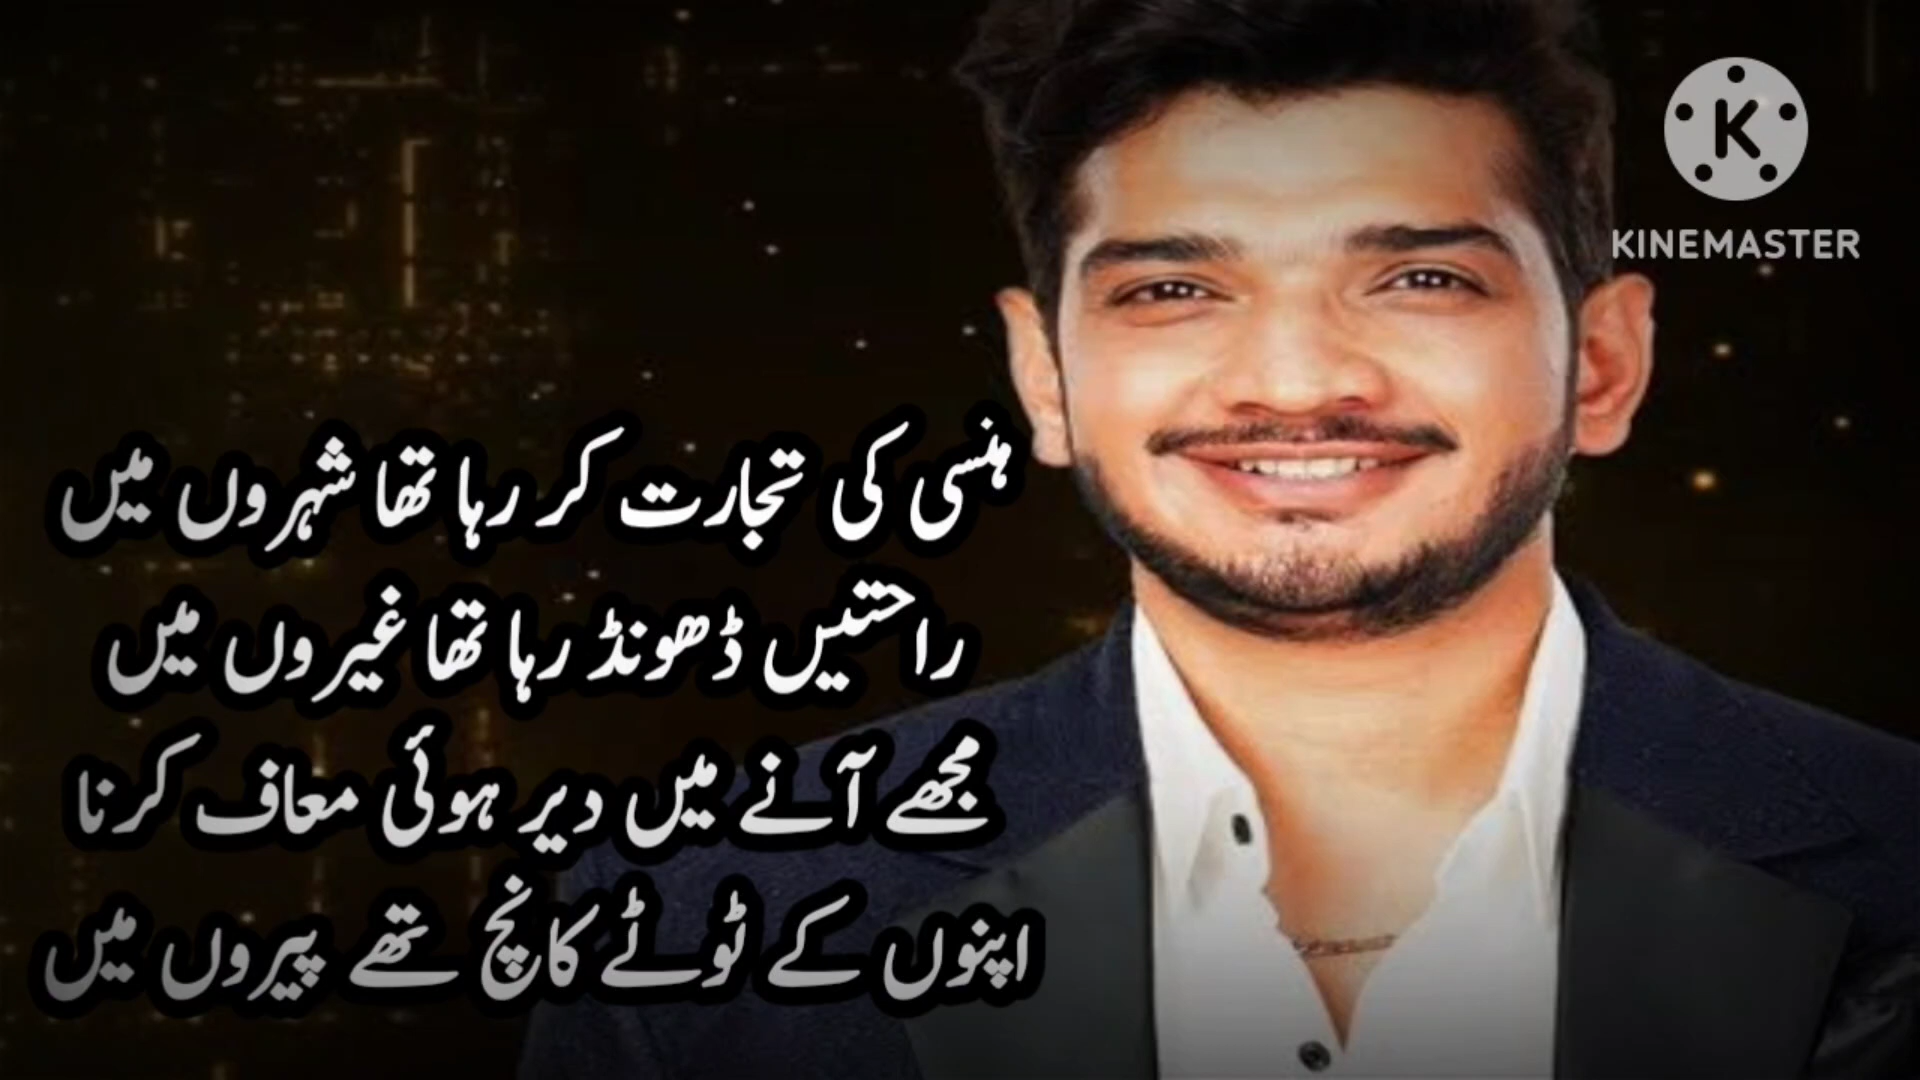 KINEMASTER
ہنسی کی تجارت کر رہا تھا شہروں میں
راحتیں ڈھونڈ رہا تھا غیروں میں
مجھے آنے میں دیر ہوئی معاف کرنا
اپنوں کے ٹوٹے کانچ تھے پیروں میں